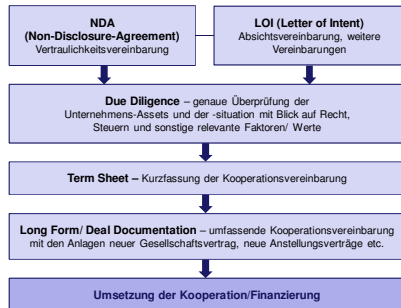 NDA
(Non-Disclosure-Agreement)
Vertraulichkeitsvereinbarung
LOI (Letter of Intent)
Absichtsvereinbarung, weitere
Vereinbarungen
Due Diligence – genaue Überprüfung der
Unternehmens-Assets und der -situation mit Blick auf Recht,
Steuern und sonstige relevante Faktoren/ Werte
Term Sheet – Kurzfassung der Kooperationsvereinbarung
Long Form/ Deal Documentation – umfassende Kooperationsvereinbarung
mit den Anlagen neuer Gesellschaftvertrag, neue Anstellungsverträge etc.
Umsetzung der Kooperation/Finanzierung